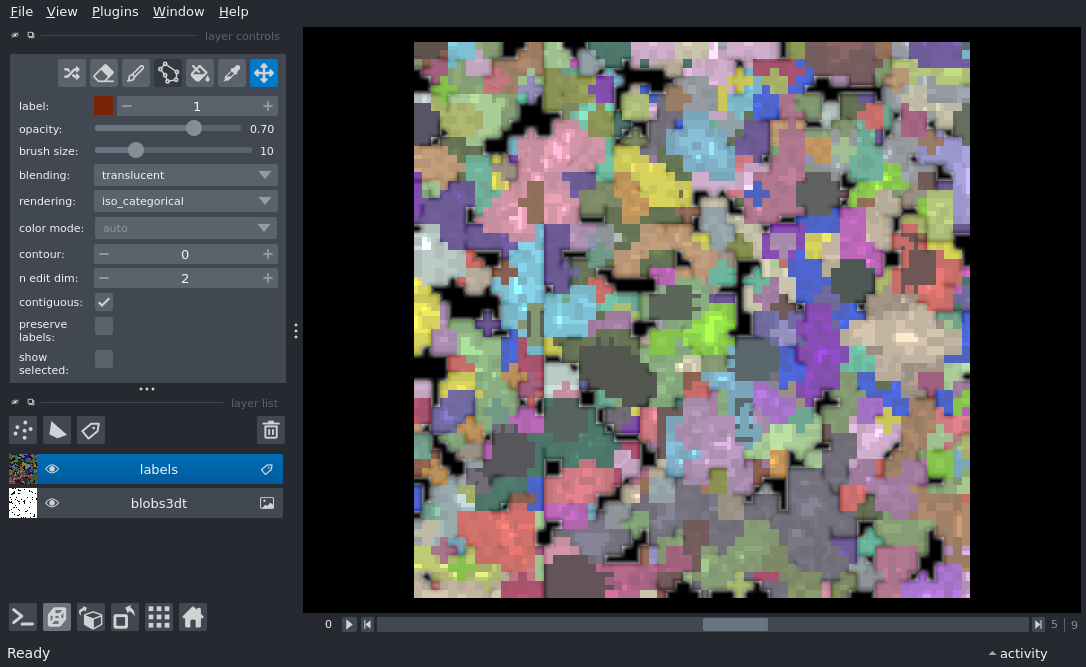 File View Plugins Window Help
layer controls
label: 1
opacity: 0.70
brush size: 10
blending: translucent
rendering: iso_categorical
color mode: auto
contour: 0
n edit dim: 2
contiguous:
preserve
labels:
show
selected:
layer list
labels
blobs3dt
0 5 | 9
Ready activity